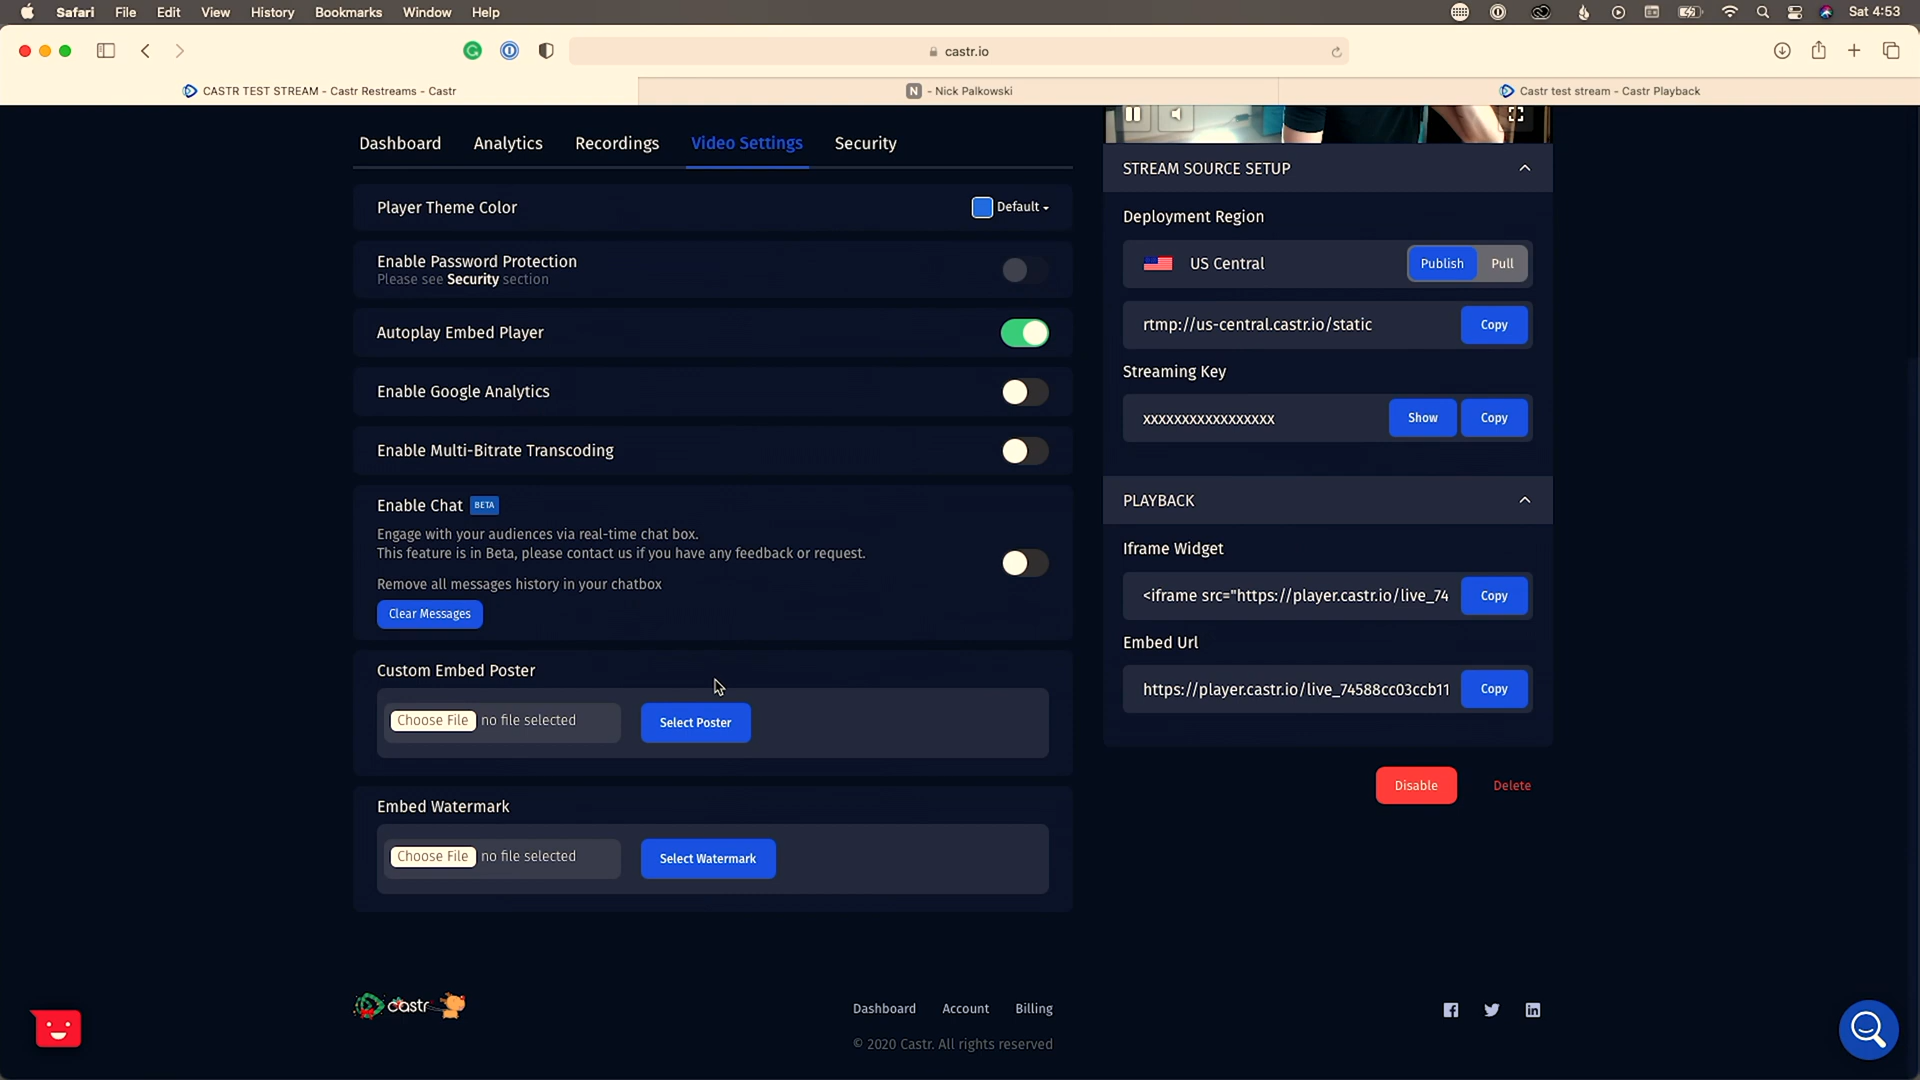 Safari File Edit View History Bookmarks Window Help Sat 4:53
castr.io
CASTR TEST STREAM - Castr Restreams - Castr
N - Nick Palkowski
Castr test stream - Castr Playback
Dashboard Analytics Recordings Video Settings Security
Player Theme Color
Default
Enable Password Protection
Please see Security section
Autoplay Embed Player
Enable Google Analytics
Enable Multi-Bitrate Transcoding
Enable Chat BETA
Engage with your audiences via real-time chat box.
This feature is in Beta, please contact us if you have any feedback or request.
Remove all messages history in your chatbox
Clear Messages
Custom Embed Poster
Choose File no file selected
Select Poster
Embed Watermark
Choose File no file selected
Select Watermark
STREAM SOURCE SETUP
Deployment Region
US Central
Publish Pull
rtmp://us-central.castr.io/static
Copy
Streaming Key
xxxxxxxxxxxxxxxxx
Show Copy
PLAYBACK
Iframe Widget
<iframe src="https://player.castr.io/live_74
Copy
Embed Url
https://player.castr.io/live_74588cc03ccb11
Copy
Disable Delete
castr
Dashboard Account Billing
© 2020 Castr. All rights reserved